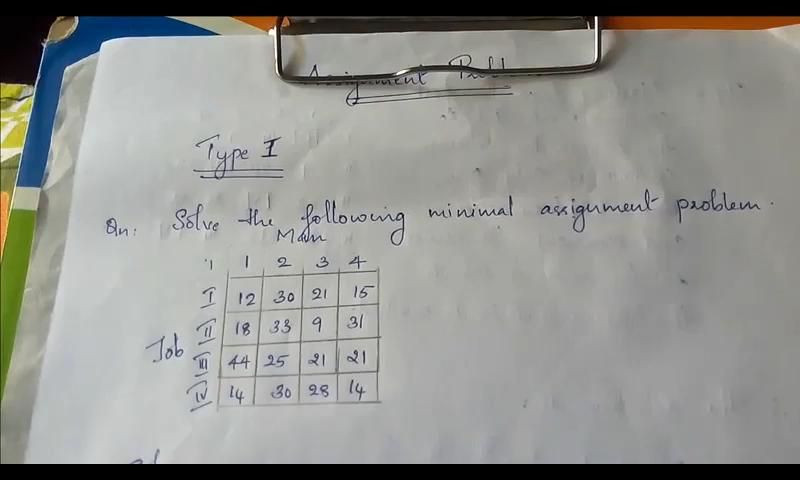 Assignment
Type I
Qn: Solve the following minimal assignment problem.
Man
1 2 3 4
I 12 30 21 15
II 18 33 9 31
Job
III 44 25 21 21
IV 14 30 28 14